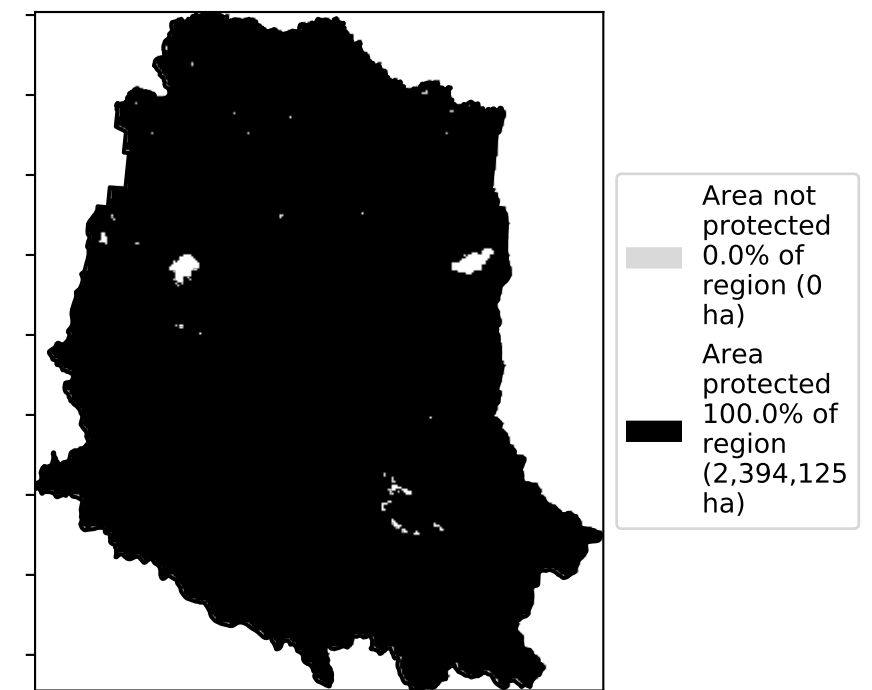 Area not
protected
0.0% of
region (0
ha)
Area
protected
100.0% of
region
(2,394,125
ha)